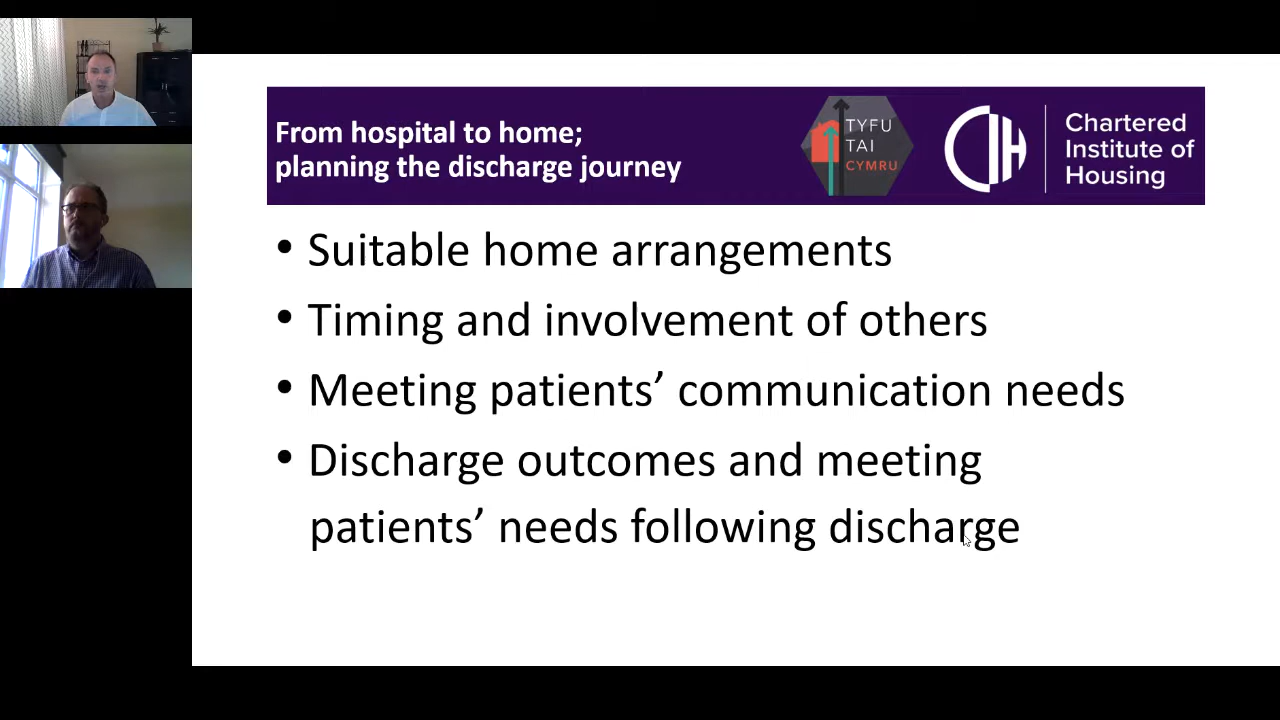 From hospital to home;
planning the discharge journey
TYFU
TAI
CYMRU
CIH
Chartered
Institute of
Housing
• Suitable home arrangements
• Timing and involvement of others
• Meeting patients’ communication needs
• Discharge outcomes and meeting
patients’ needs following discharge